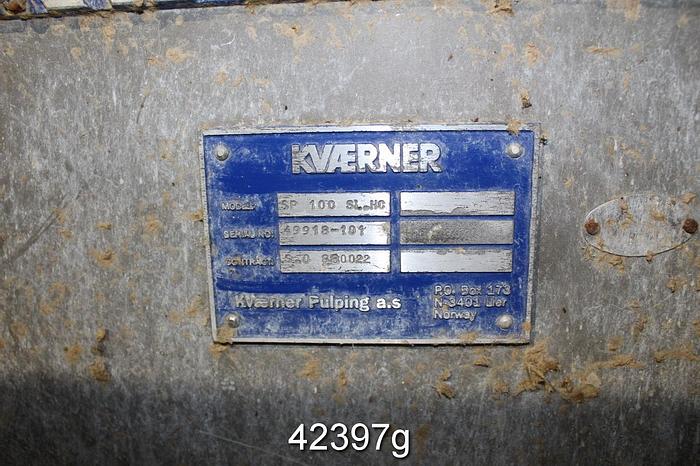 KVÆRNER
MODEL: SP 100 SL HC
SERIAL NO: 49918-101
CONTRACT:
Kværner Pulping a.s
P.O. Box 173
N-3401 Lier
Norway
42397g